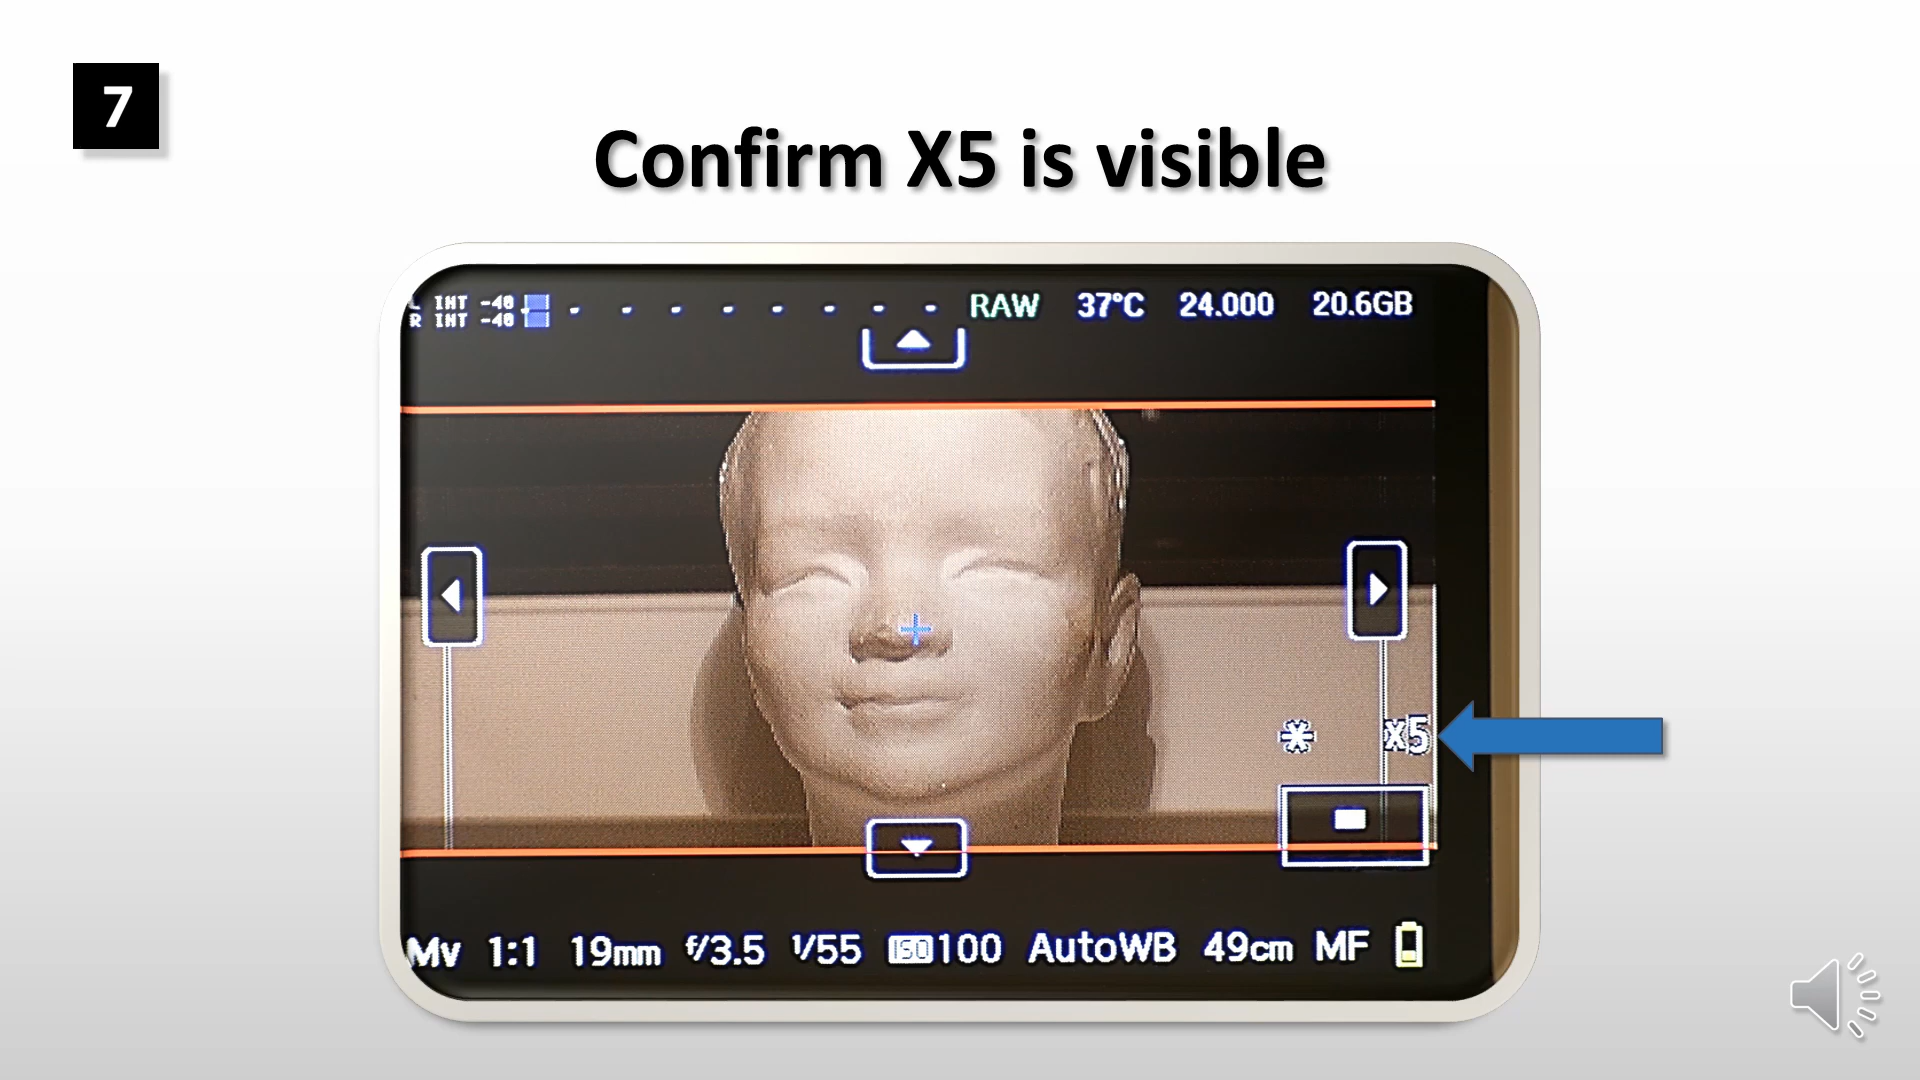 7
Confirm X5 is visible
L INT -40
R INT -40
RAW 37°C 24.000 20.6GB
x5
Mv 1:1 19mm f/3.5 1/55 ISO100 AutoWB 49cm MF